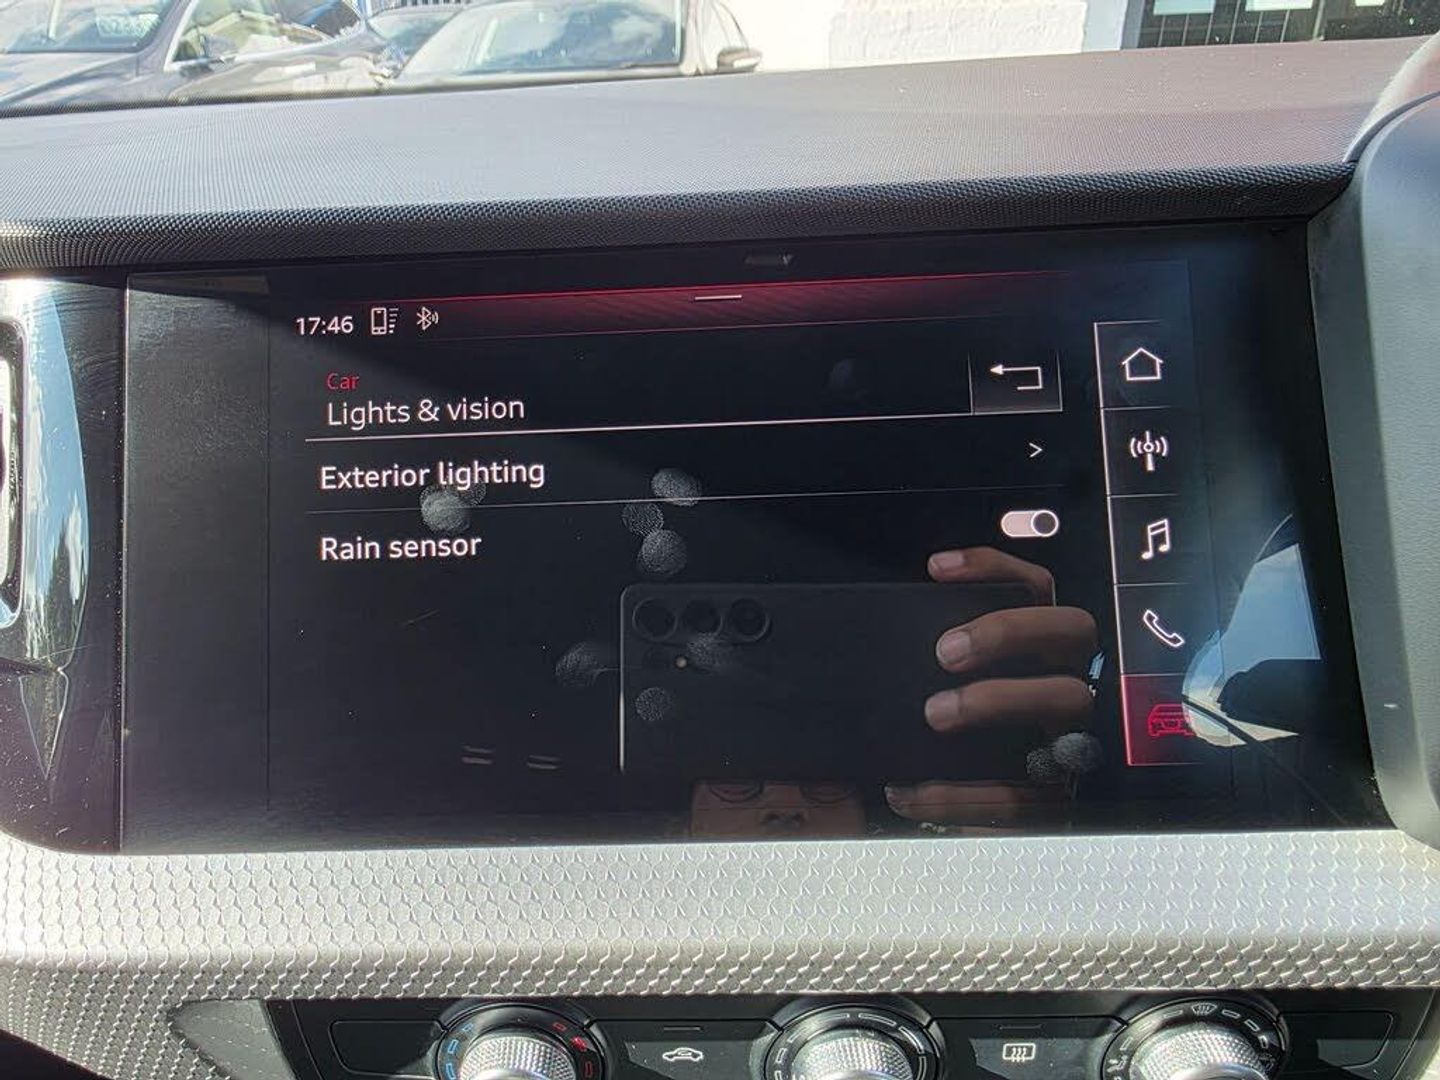 17:46
Car
Lights & vision
Exterior lighting
Rain sensor